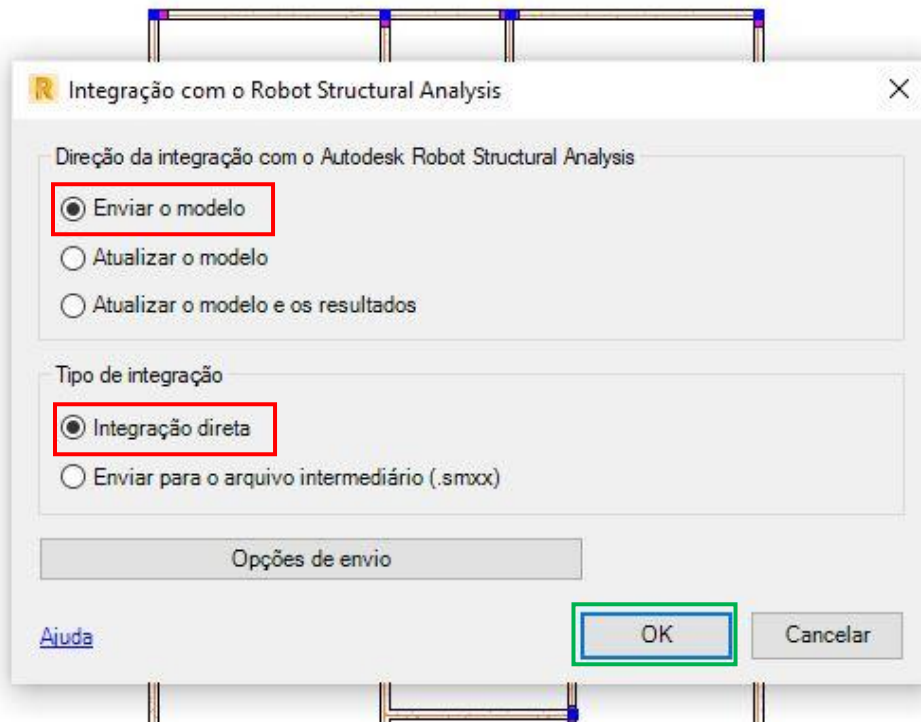 Integração com o Robot Structural Analysis
Direção da integração com o Autodesk Robot Structural Analysis
Enviar o modelo
Atualizar o modelo
Atualizar o modelo e os resultados
Tipo de integração
Integração direta
Enviar para o arquivo intermediário (.smxx)
Opções de envio
Ajuda
OK
Cancelar